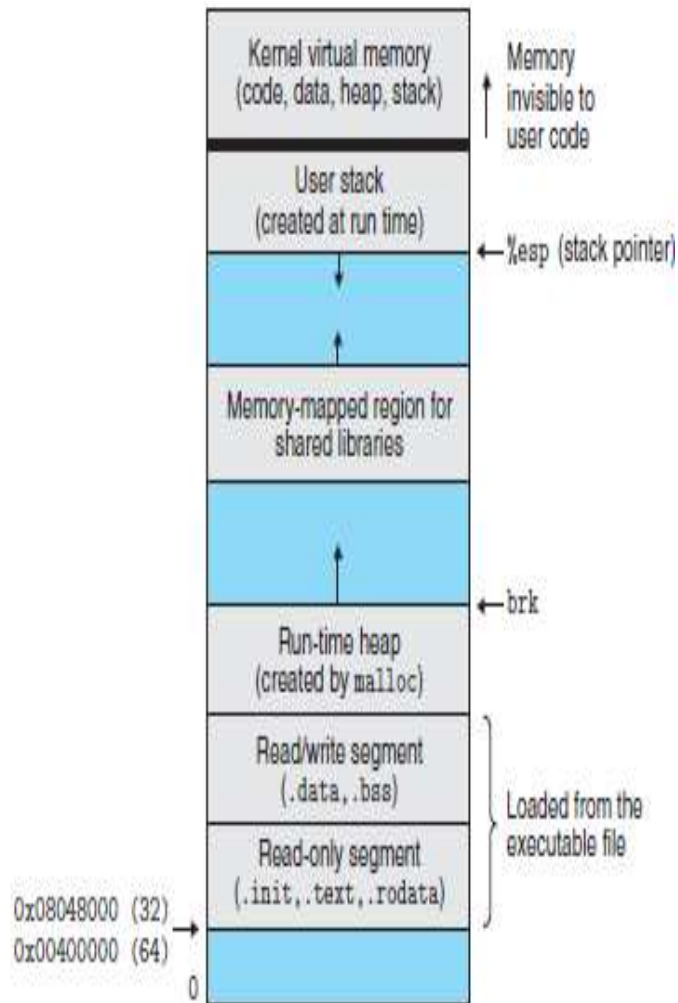 Kernel virtual memory
(code, data, heap, stack)
Memory
invisible to
user code
User stack
(created at run time)
%esp (stack pointer)
Memory-mapped region for
shared libraries
brk
Run-time heap
(created by malloc)
Read/write segment
(.data,.bss)
Loaded from the
executable file
Read-only segment
(.init,.text,.rodata)
0x08048000 (32)
0x00400000 (64)
0